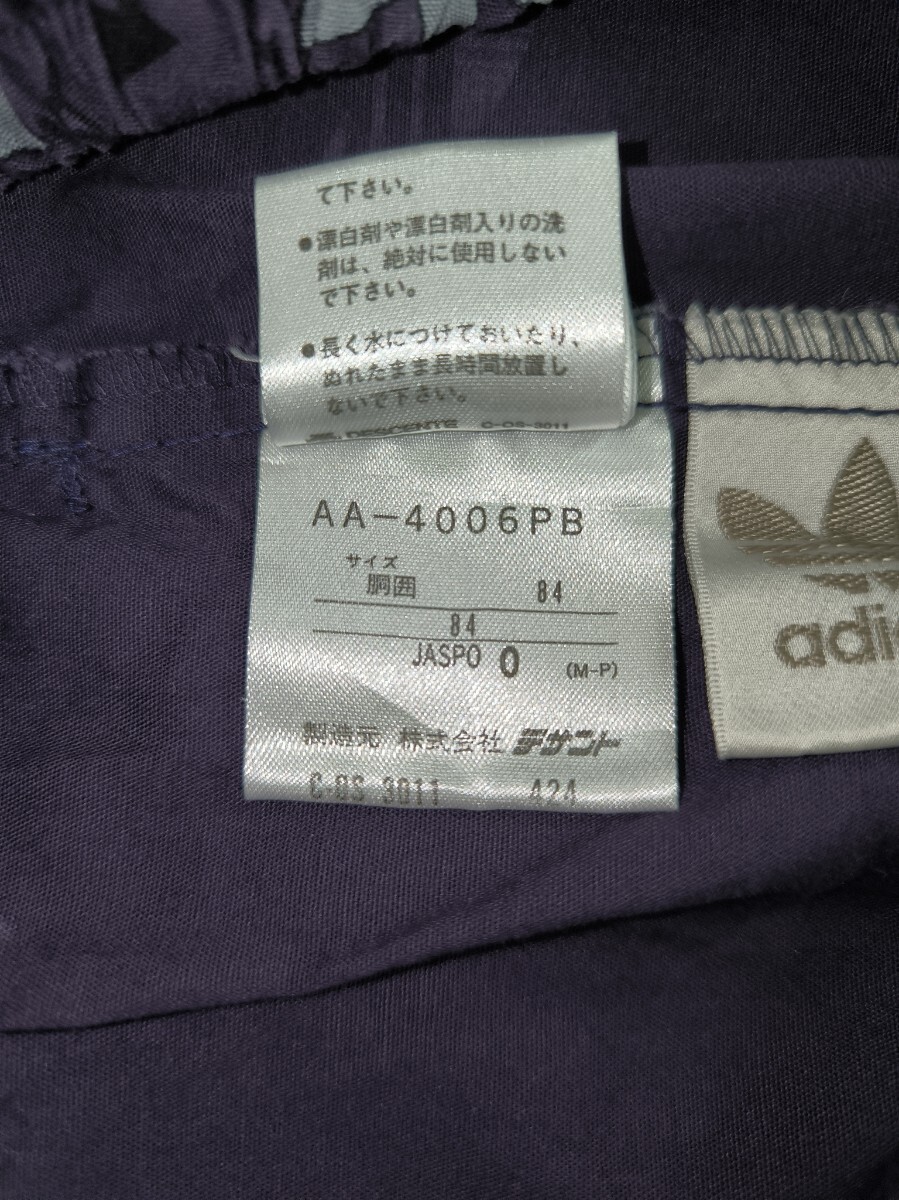 て下さい。
●漂白剤や漂白剤入りの洗
剤は、絶対に使用しない
で下さい。
●長く水につけておいたり、
ぬれたまま長時間放置し
ないで下さい。
DESCENTE C-OS-3011
AA-4006PB
サイズ
胴囲 84
84
JASPO O (M-P)
製造元 株式会社 デサント
C-OS 3011 424
adi